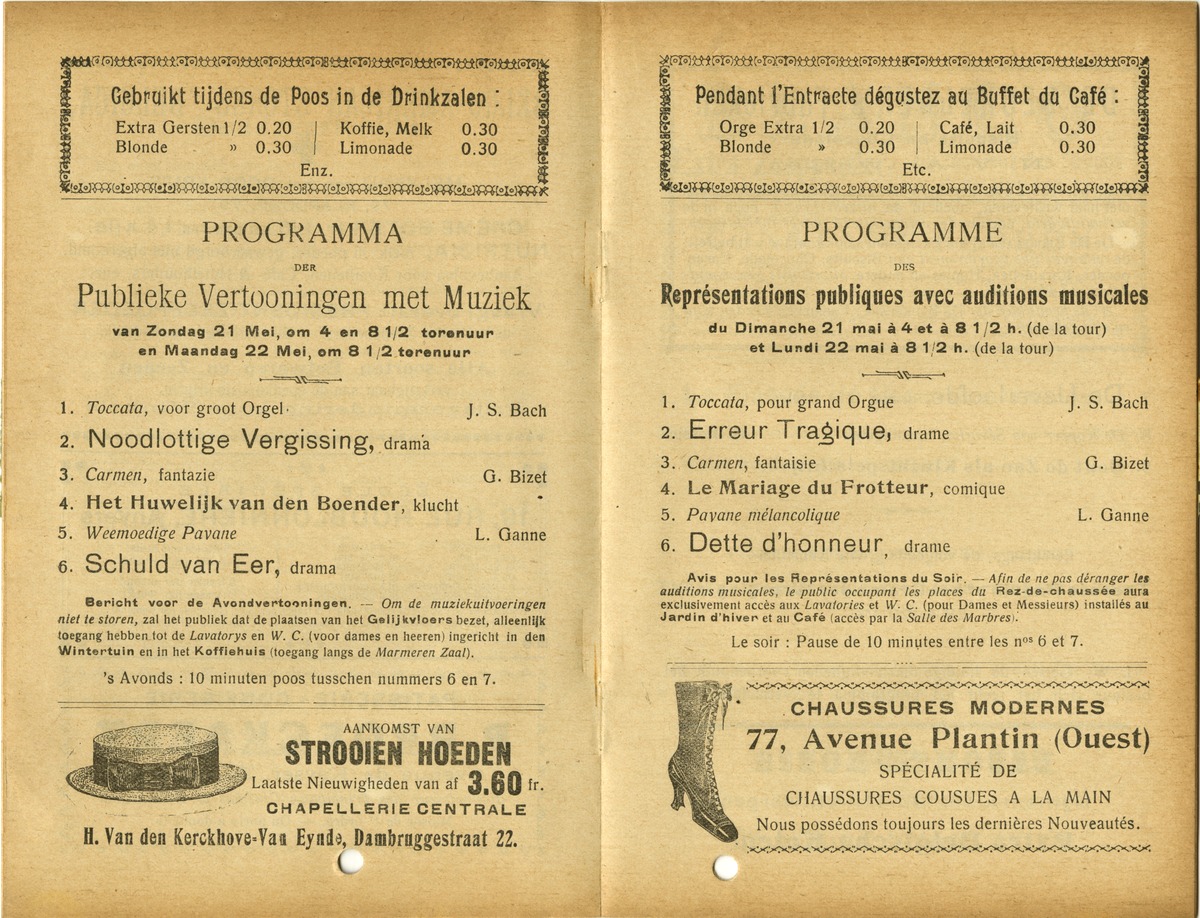 Gebruikt tijdens de Poos in de Drinkzalen :
Extra Gersten 1/2 0.20 | Koffie, Melk 0.30
Blonde » 0.30 | Limonade 0.30
Enz.
PROGRAMMA
DER
Publieke Vertooningen met Muziek
van Zondag 21 Mei, om 4 en 8 1/2 torenuur
en Maandag 22 Mei, om 8 1/2 torenuur
1. Toccata, voor groot Orgel. J. S. Bach
2. Noodlottige Vergissing, drama
3. Carmen, fantazie G. Bizet
4. Het Huwelijk van den Boender, klucht
5. Weemoedige Pavane L. Ganne
6. Schuld van Eer, drama
Bericht voor de Avondvertooningen. — Om de muziekuitvoeringen
niet te storen, zal het publiek dat de plaatsen van het Gelijkvloers bezet, alleenlijk
toegang hebben tot de Lavatorys en W. C. (voor dames en heeren) ingericht in den
Wintertuin en in het Koffiehuis (toegang langs de Marmeren Zaal).
's Avonds : 10 minuten poos tusschen nummers 6 en 7.
AANKOMST VAN
STROOIEN HOEDEN
Laatste Nieuwigheden van af 3.60 fr.
CHAPELLERIE CENTRALE
H. Van den Kerckhove-Van Eynde, Dambruggestraat 22.
Pendant l'Entracte dégustez au Buffet du Café :
Orge Extra 1/2 0.20 | Café, Lait 0.30
Blonde » 0.30 | Limonade 0.30
Etc.
PROGRAMME
DES
Représentations publiques avec auditions musicales
du Dimanche 21 mai à 4 et à 8 1/2 h. (de la tour)
et Lundi 22 mai à 8 1/2 h. (de la tour)
1. Toccata, pour grand Orgue J. S. Bach
2. Erreur Tragique, drame
3. Carmen, fantaisie G. Bizet
4. Le Mariage du Frotteur, comique
5. Pavane mélancolique L. Ganne
6. Dette d'honneur, drame
Avis pour les Représentations du Soir. — Afin de ne pas déranger les
auditions musicales, le public occupant les places du Rez-de-chaussée aura
exclusivement accès aux Lavatories et W. C. (pour Dames et Messieurs) installés au
Jardin d'hiver et au Café (accès par la Salle des Marbres).
Le soir : Pause de 10 minutes entre les nos 6 et 7.
CHAUSSURES MODERNES
77, Avenue Plantin (Ouest)
SPÉCIALITÉ DE
CHAUSSURES COUSUES A LA MAIN
Nous possédons toujours les dernières Nouveautés.